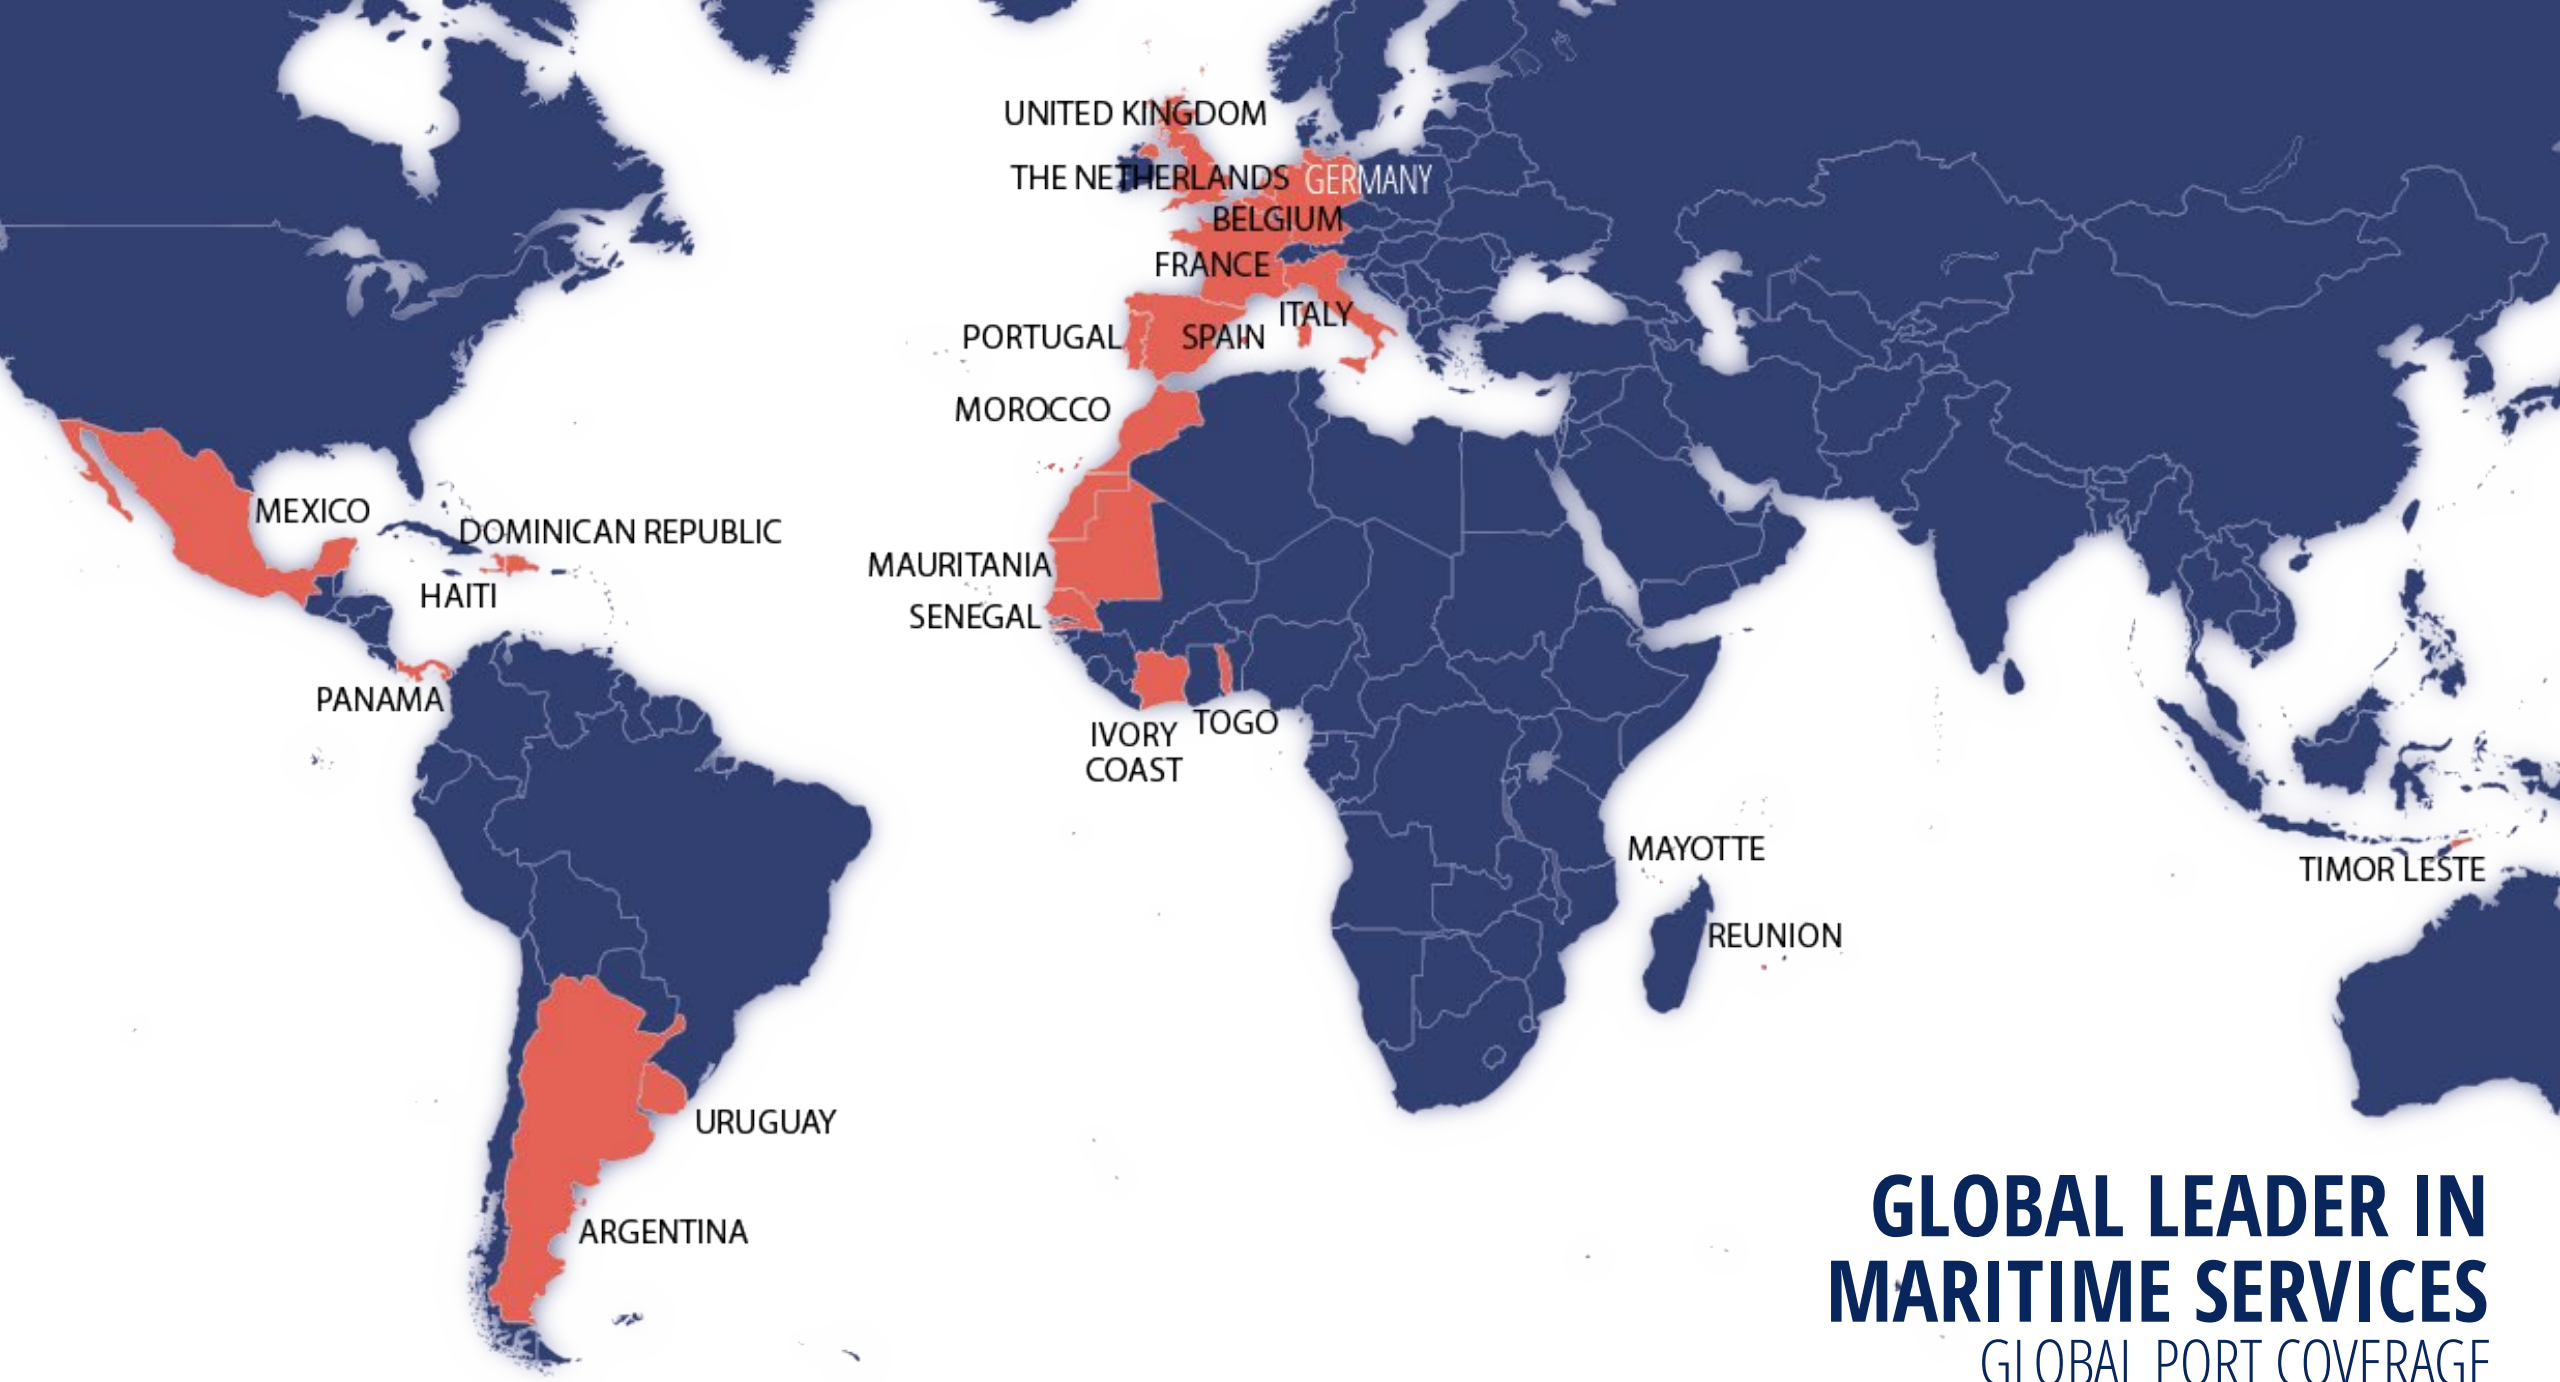 UNITED KINGDOM
THE NETHERLANDS
GERMANY
BELGIUM
FRANCE
ITALY
PORTUGAL
SPAIN
MOROCCO
MEXICO
DOMINICAN REPUBLIC
HAITI
MAURITANIA
SENEGAL
PANAMA
IVORY
COAST
TOGO
MAYOTTE
TIMOR LESTE
REUNION
URUGUAY
ARGENTINA
GLOBAL LEADER IN
MARITIME SERVICES
GLOBAL PORT COVERAGE